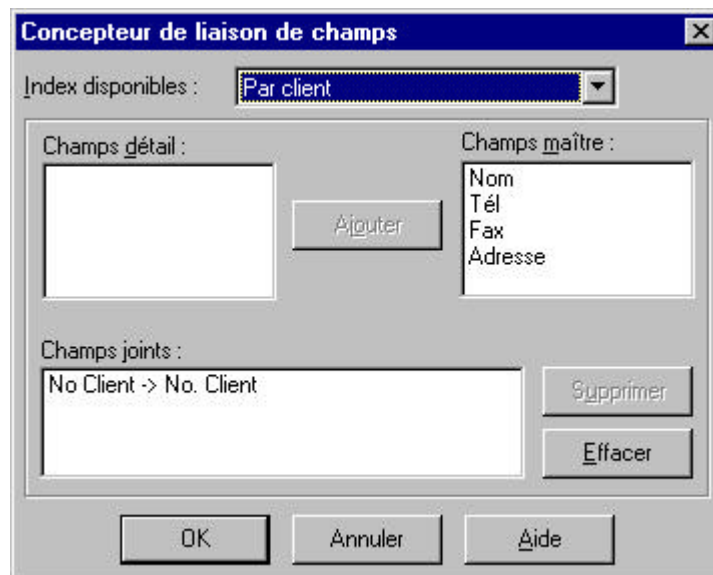 Concepteur de liaison de champs
Index disponibles :
Par client
Champs détail :
Champs maître :
Nom
Tél
Fax
Adresse
Ajouter
Champs joints :
No Client -> No. Client
Supprimer
Effacer
OK
Annuler
Aide